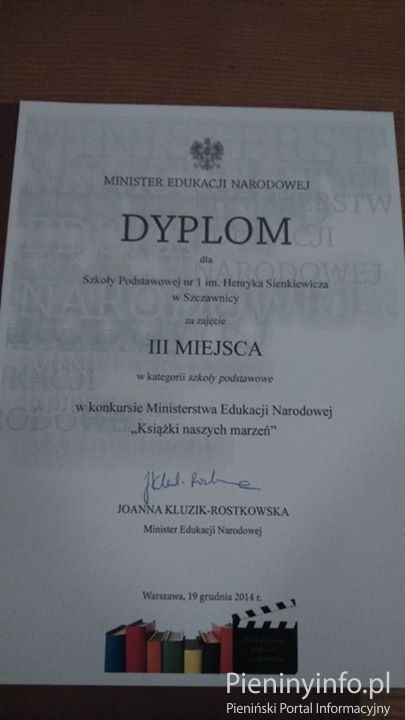 MINISTER EDUKACJI NARODOWEJ
DYPLOM
dla
Szkoły Podstawowej nr 1 im. Henryka Sienkiewicza
w Szczawnicy
za zajęcie
III MIEJSCA
w kategorii szkoły podstawowe
w konkursie Ministerstwa Edukacji Narodowej
„Książki naszych marzeń”
JOANNA KLUZIK-ROSTKOWSKA
Minister Edukacji Narodowej
Warszawa, 19 grudnia 2014 r.
Pieninyinfo.pl
Pieniński Portal Informacyjny